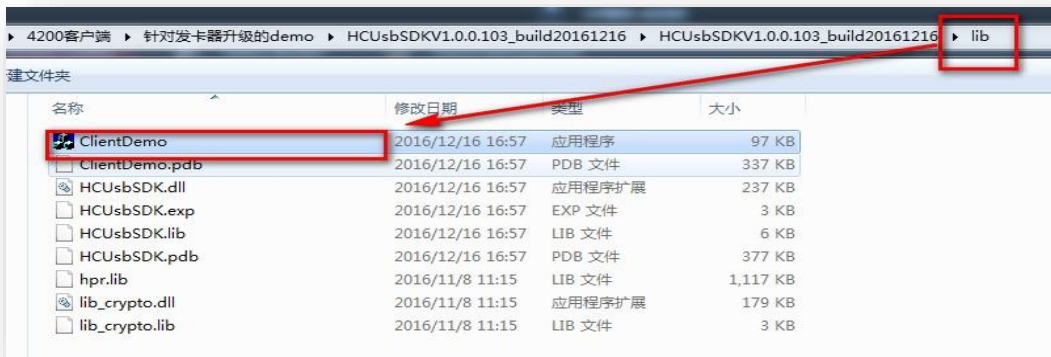 4200客户端 ▸ 针对发卡器升级的demo ▸ HCUsbSDKV1.0.0.103_build20161216 ▸ HCUsbSDKV1.0.0.103_build20161216 ▸ lib
建文件夹
名称 修改日期 类型 大小
ClientDemo 2016/12/16 16:57 应用程序 97 KB
ClientDemo.pdb 2016/12/16 16:57 PDB 文件 337 KB
HCUsbSDK.dll 2016/12/16 16:57 应用程序扩展 237 KB
HCUsbSDK.exp 2016/12/16 16:57 EXP 文件 3 KB
HCUsbSDK.lib 2016/12/16 16:57 LIB 文件 6 KB
HCUsbSDK.pdb 2016/12/16 16:57 PDB 文件 377 KB
hpr.lib 2016/11/8 11:15 LIB 文件 1,117 KB
lib_crypto.dll 2016/11/8 11:15 应用程序扩展 179 KB
lib_crypto.lib 2016/11/8 11:15 LIB 文件 3 KB